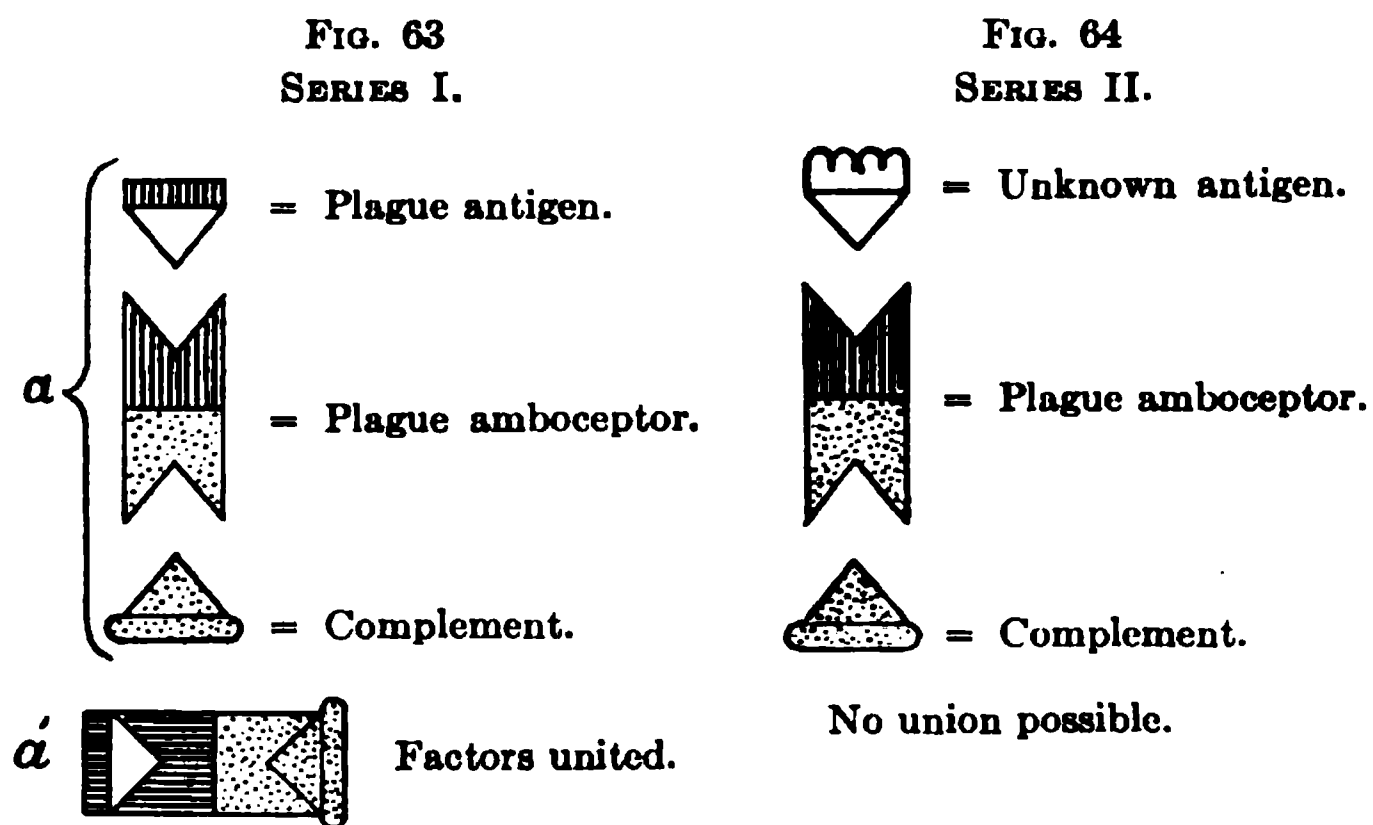 FIG. 63
SERIES I.
a
= Plague antigen.
= Plague amboceptor.
= Complement.
á Factors united.
FIG. 64
SERIES II.
= Unknown antigen.
= Plague amboceptor.
= Complement.
No union possible.